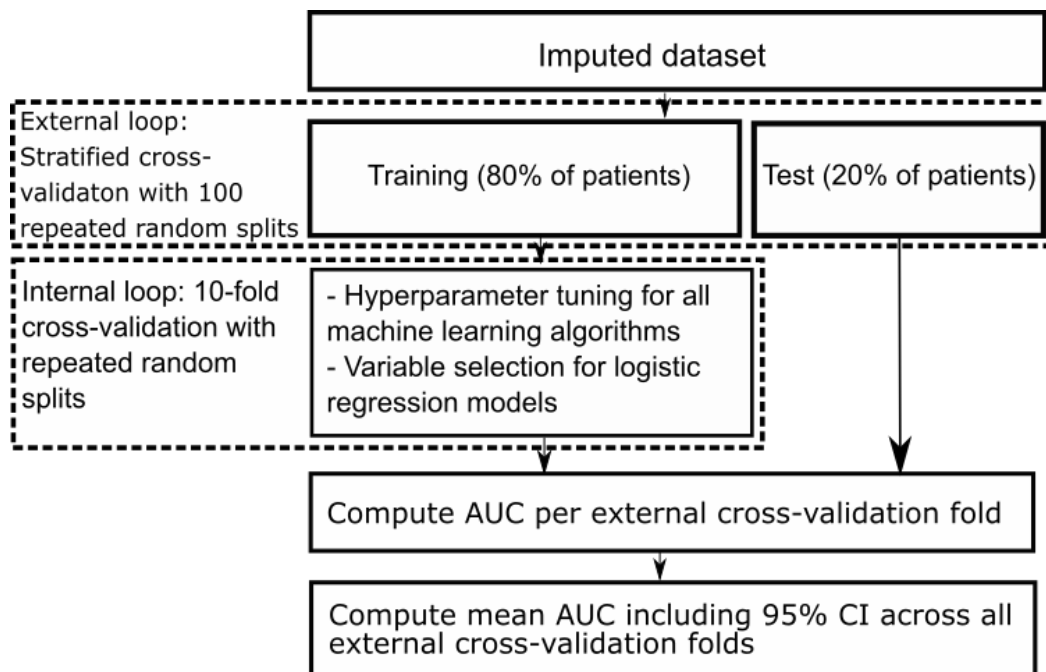 Imputed dataset
External loop:
Stratified cross-
validaton with 100
repeated random splits
Training (80% of patients)
Test (20% of patients)
Internal loop: 10-fold
cross-validation with
repeated random
splits
- Hyperparameter tuning for all
machine learning algorithms
- Variable selection for logistic
regression models
Compute AUC per external cross-validation fold
Compute mean AUC including 95% CI across all
external cross-validation folds